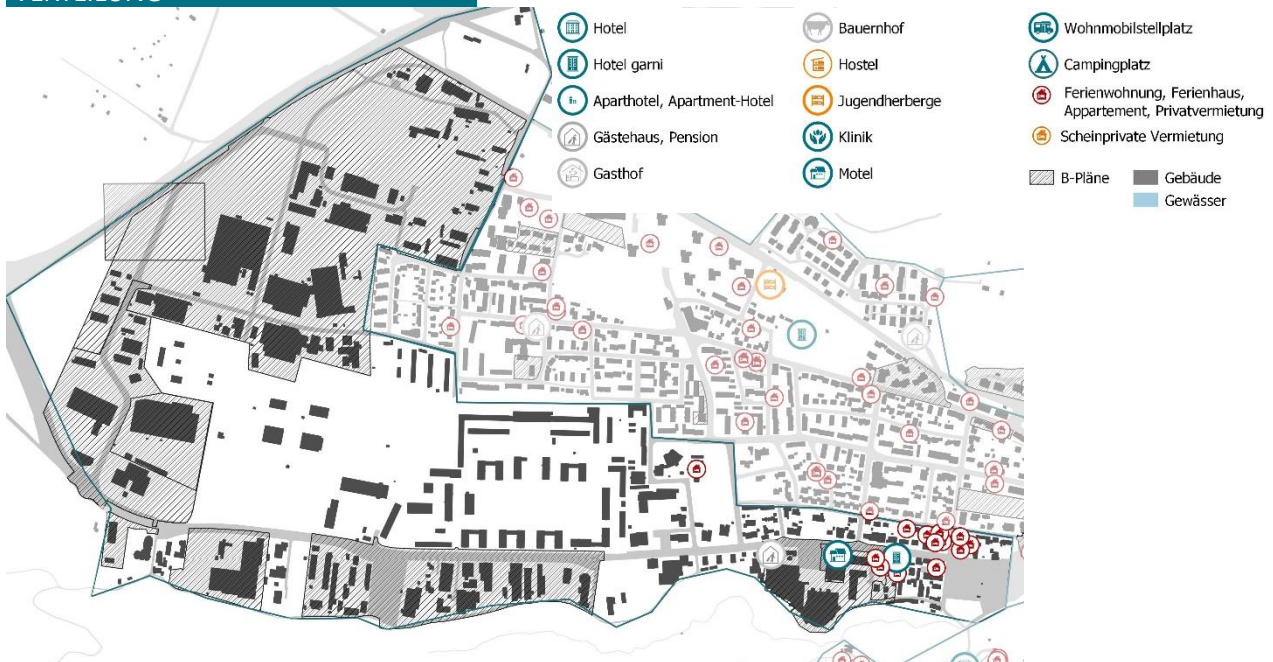 VERTEILUNG
Hotel
Hotel garni
Aparthotel, Apartment-Hotel
Gästehaus, Pension
Gasthof
Bauernhof
Hostel
Jugendherberge
Klinik
Motel
Wohnmobilstellplatz
Campingplatz
Ferienwohnung, Ferienhaus,
Appartement, Privatvermietung
Scheinprivate Vermietung
B-Pläne
Gebäude
Gewässer